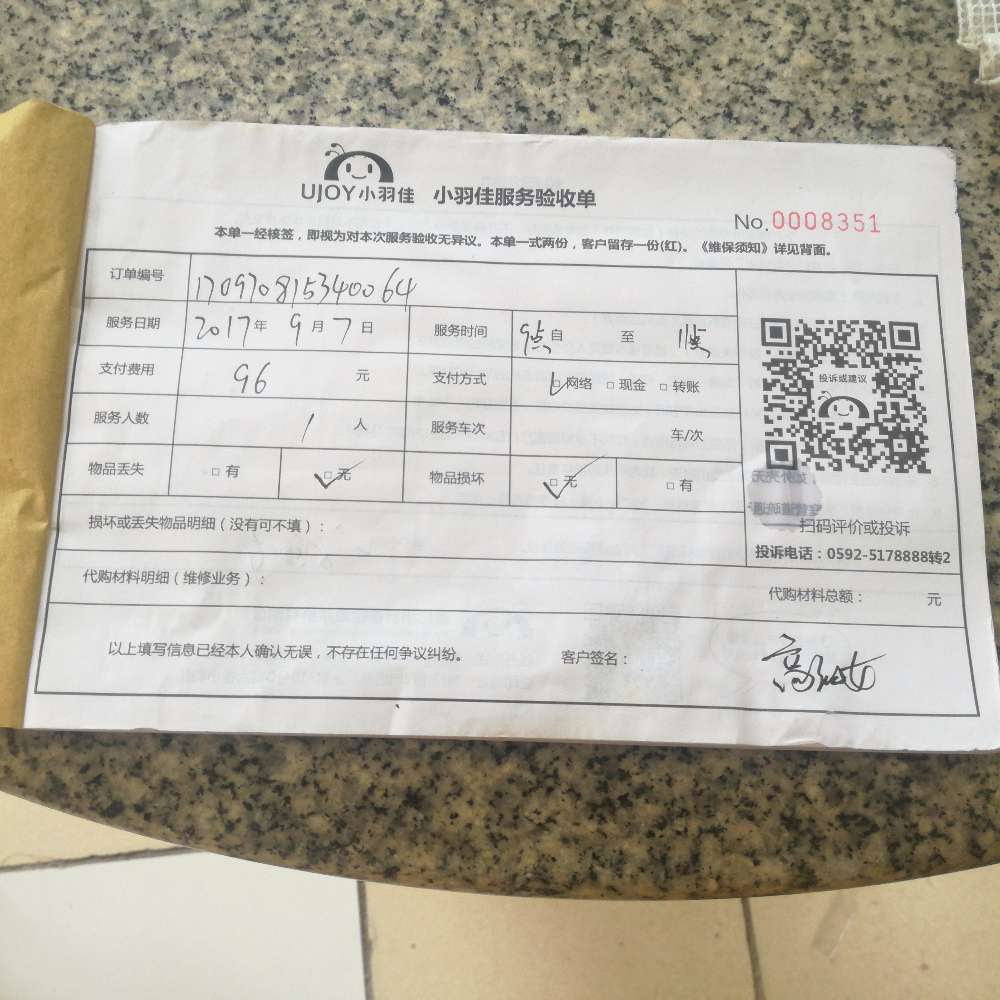 UJOY小羽佳 小羽佳服务验收单
No.0008351
本单一经核签，即视为对本次服务验收无异议。本单一式两份，客户留存一份(红)。《维保须知》详见背面。
订单编号 170970815340064
服务日期 2017年 9月7日 服务时间 9点自 至 11点
支付费用 96 元 支付方式 □网络 □现金 □转账
投诉或建议
服务人数 1 人 服务车次 车/次
物品丢失 □有 □无 物品损坏 □无 □有
损坏或丢失物品明细（没有可不填）：
扫码评价或投诉
投诉电话：0592-5178888转2
代购材料明细（维修业务）： 代购材料总额： 元
以上填写信息已经本人确认无误，不存在任何争议纠纷。 客户签名：